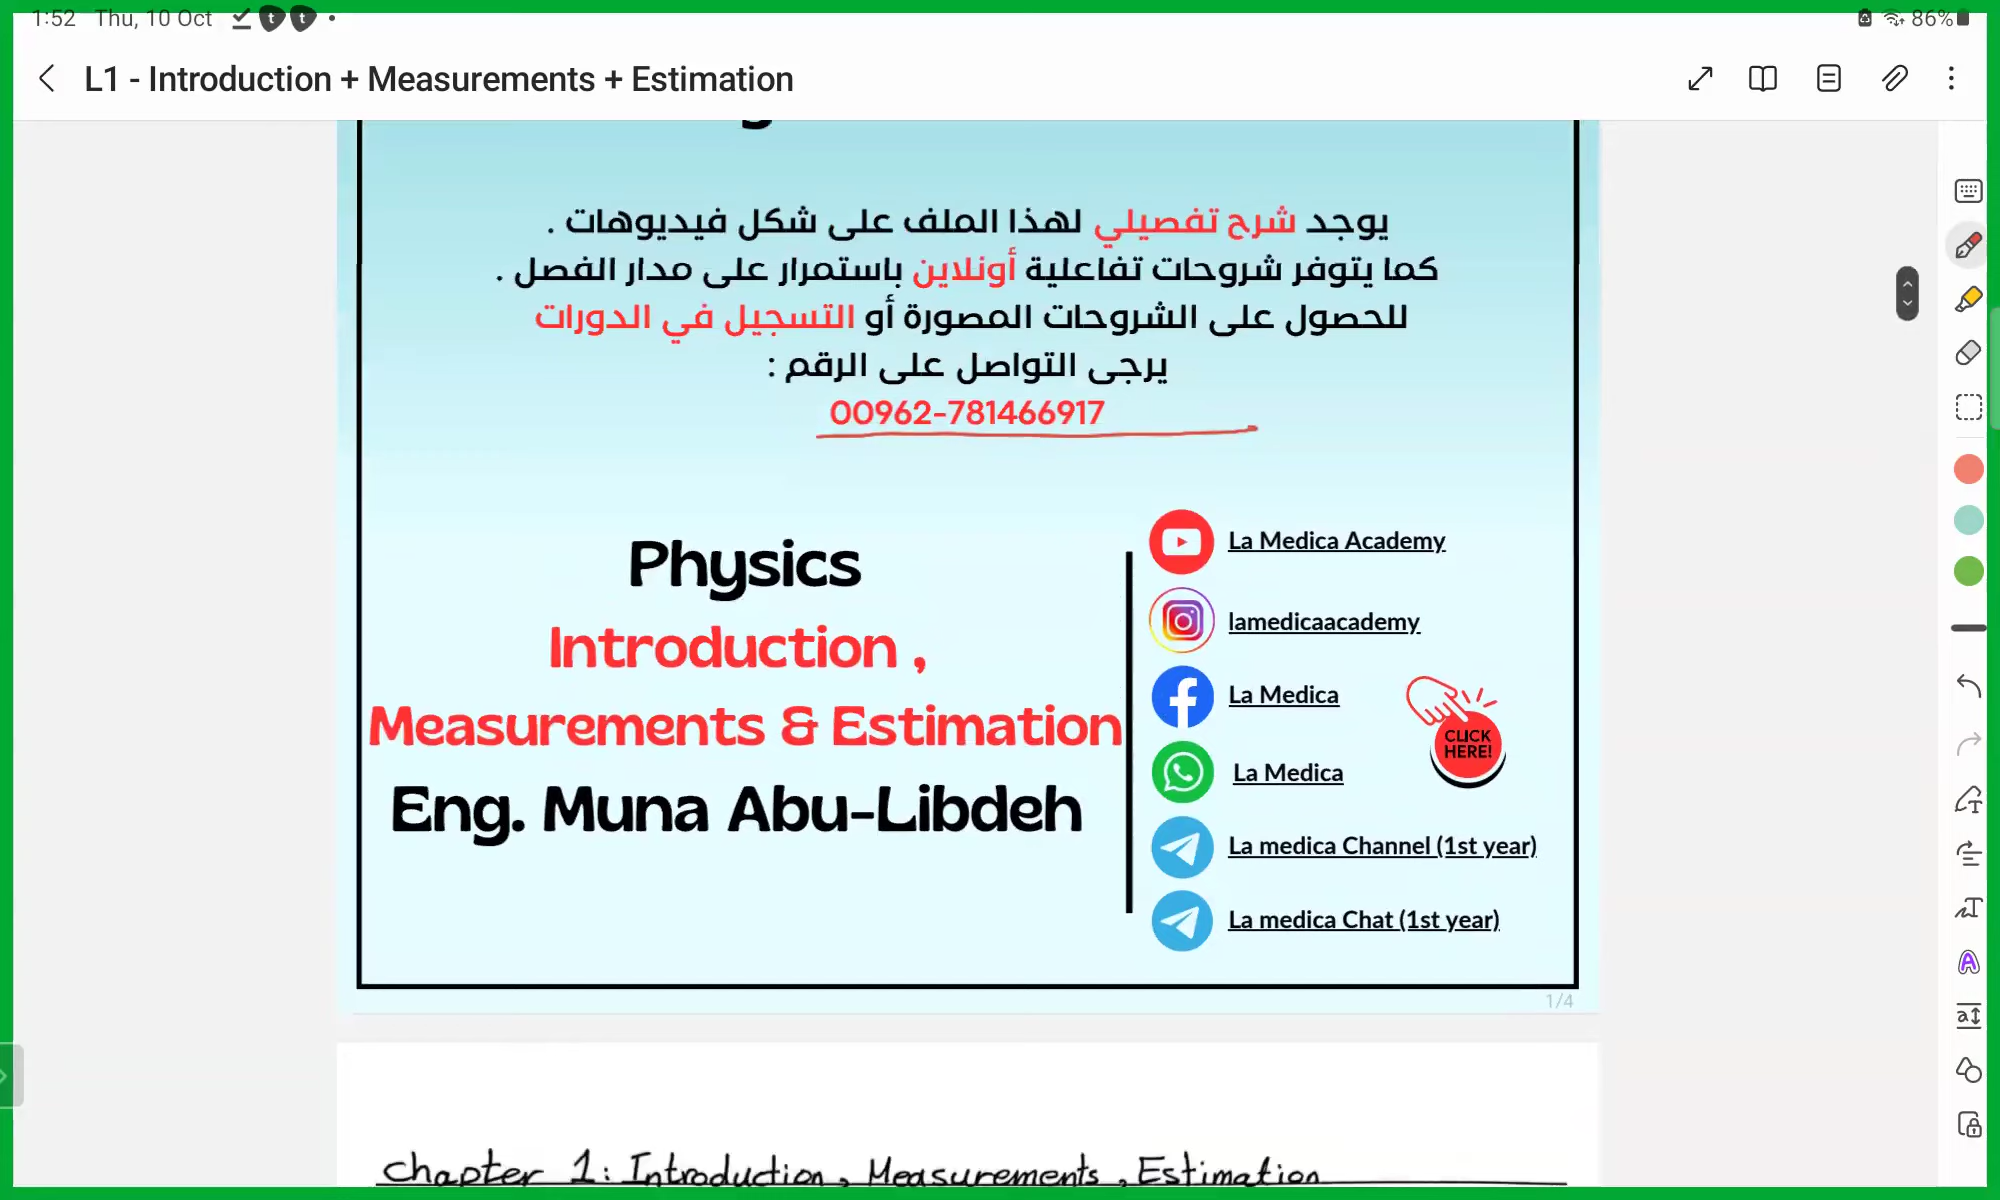 1:52 Thu, 10 Oct
86%
L1 - Introduction + Measurements + Estimation
يوجد شرح تفصيلي لهذا الملف على شكل فيديوهات .
كما يتوفر شروحات تفاعلية أونلاين باستمرار على مدار الفصل .
للحصول على الشروحات المصورة أو التسجيل في الدورات
يرجى التواصل على الرقم :
00962-781466917
Physics
Introduction ,
Measurements & Estimation
Eng. Muna Abu-Libdeh
La Medica Academy
lamedicaacademy
La Medica
CLICK
HERE!
La Medica
La medica Channel (1st year)
La medica Chat (1st year)
1/4
Chapter 1: Introduction, Measurements, Estimation